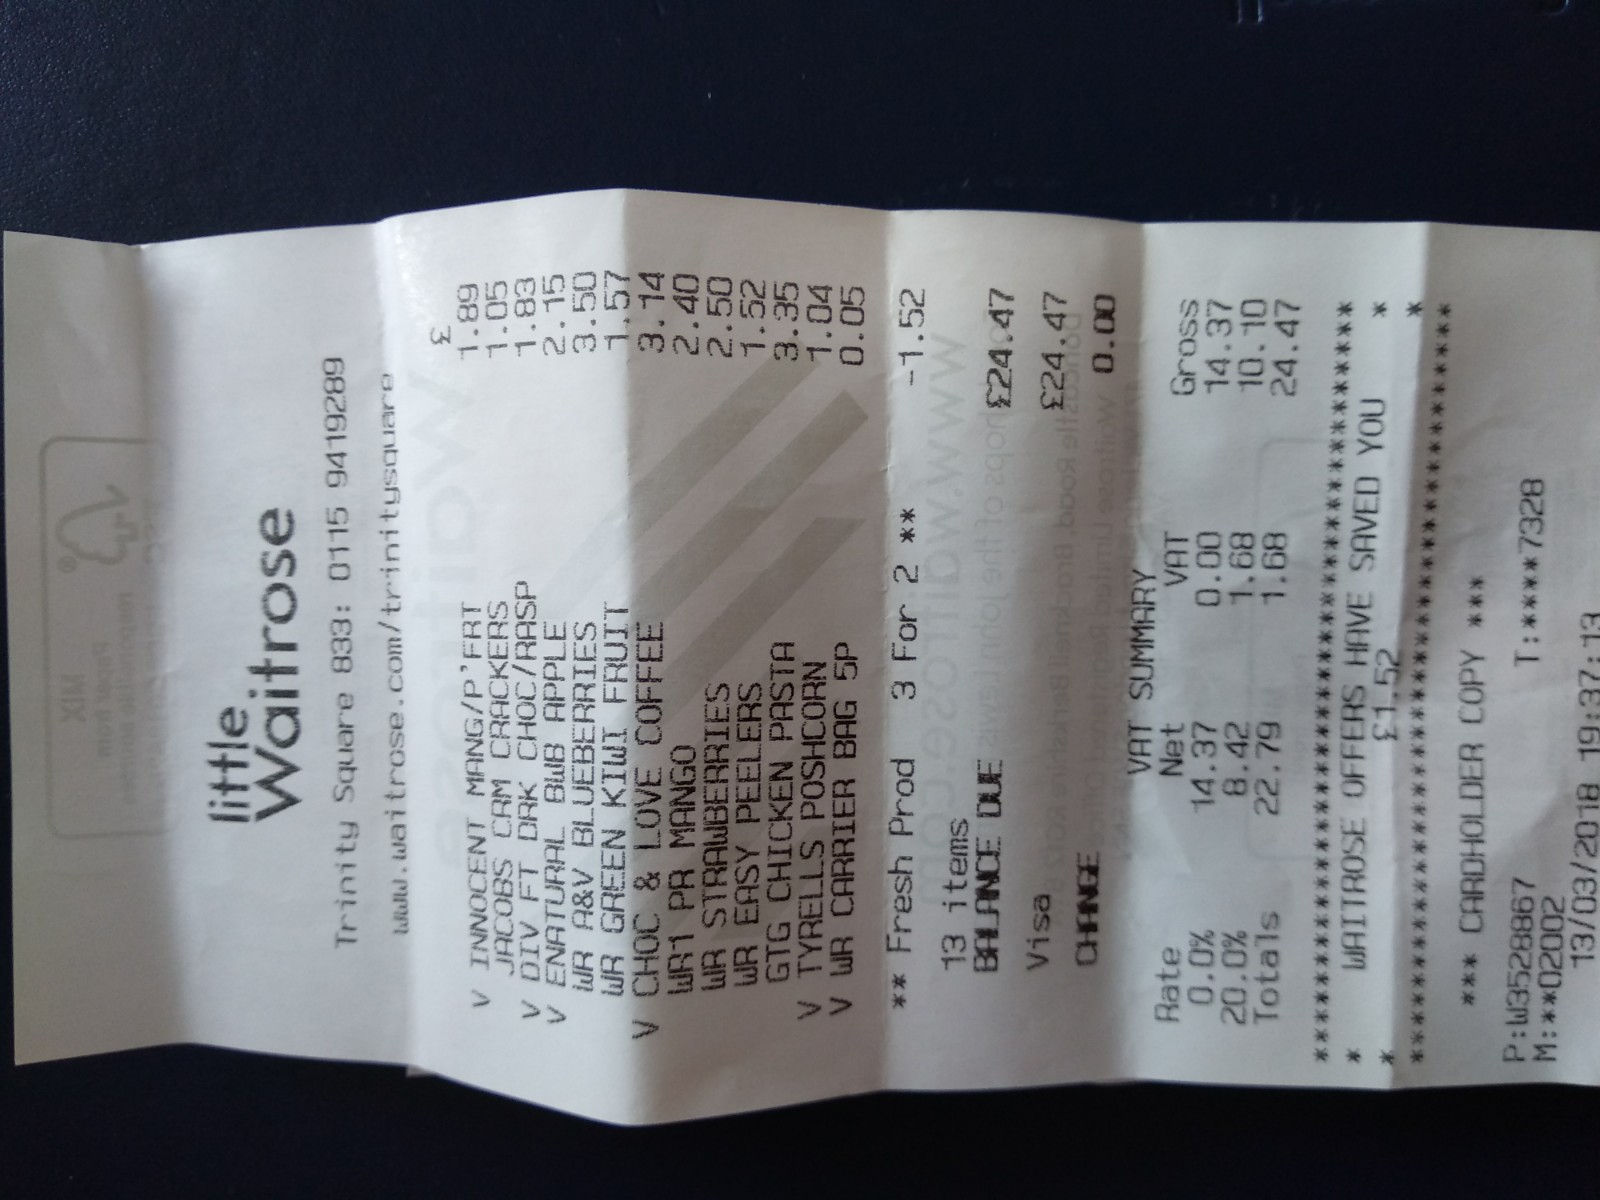 little
Waitrose
Trinity Square 833: 0115 9419289
www.waitrose.com/trinitysquare
£
V INNOCENT MANG/P'FRT 1.89
JACOBS CRM CRACKERS 1.05
V DIV FT DRK CHOC/RASP 1.83
V ENATURAL BWB APPLE 2.15
WR A&V BLUEBERRIES 3.50
WR GREEN KIWI FRUIT 1.57
V CHOC & LOVE COFFEE 3.14
WR1 PR MANGO 2.40
WR STRAWBERRIES 2.50
WR EASY PEELERS 1.52
GTG CHICKEN PASTA 3.35
V TYRELLS POSHCORN 1.04
V WR CARRIER BAG 5P 0.05
** Fresh Prod 3 For 2 ** -1.52
13 items
BALANCE DUE £24.47
Visa £24.47
CHANGE 0.00
VAT SUMMARY
Rate Net VAT Gross
0.0% 14.37 0.00 14.37
20.0% 8.42 1.68 10.10
Totals 22.79 1.68 24.47
****************************************
* WAITROSE OFFERS HAVE SAVED YOU *
* £1.52 *
****************************************
*** CARDHOLDER COPY ***
P:W3528867 T:****7328
M:**02002
13/03/2018 19:37:13